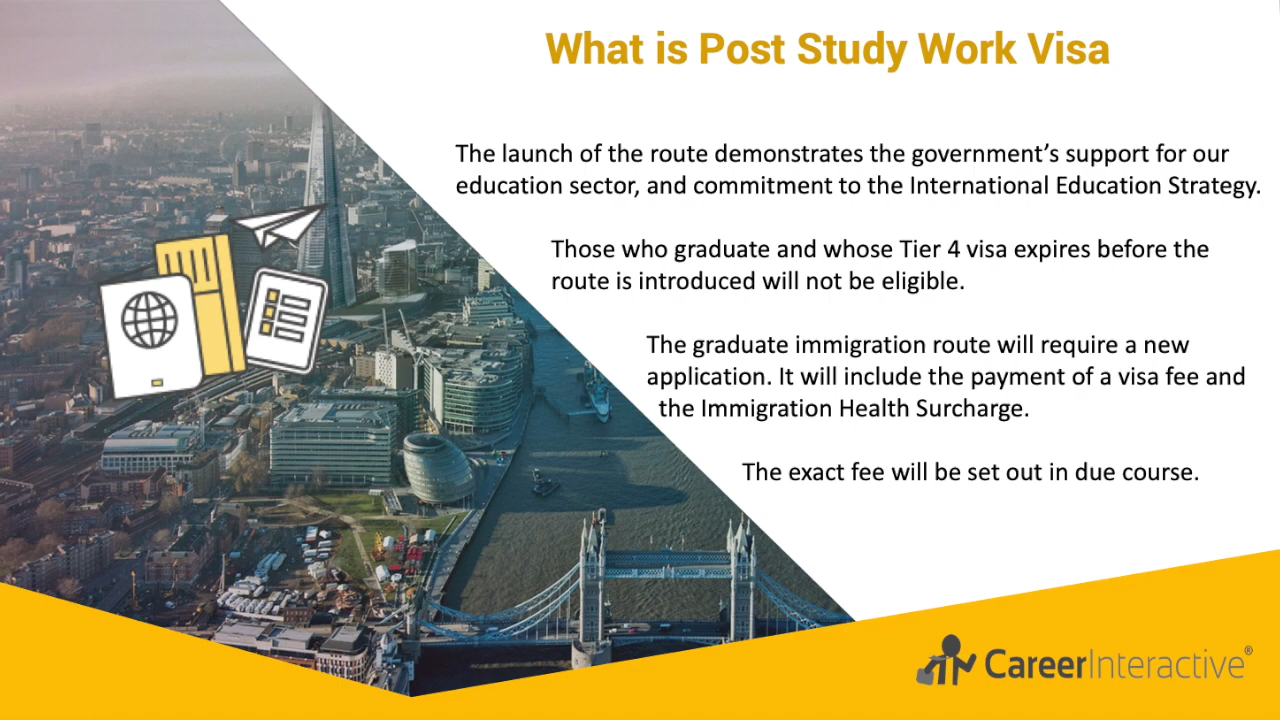 What is Post Study Work Visa
The launch of the route demonstrates the government’s support for our
education sector, and commitment to the International Education Strategy.
Those who graduate and whose Tier 4 visa expires before the
route is introduced will not be eligible.
The graduate immigration route will require a new
application. It will include the payment of a visa fee and
the Immigration Health Surcharge.
The exact fee will be set out in due course.
CareerInteractive®